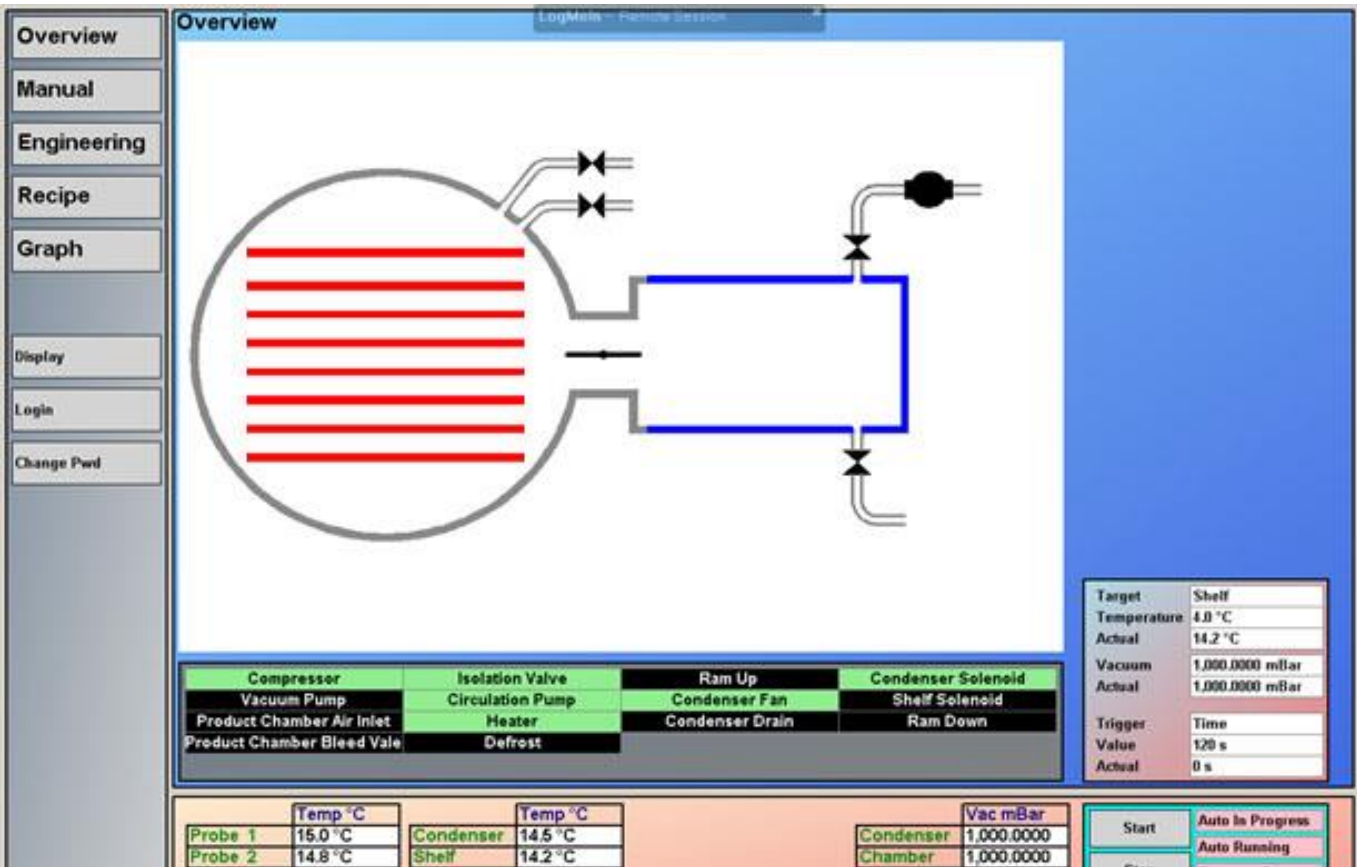 LogMeIn - Remote Session
Overview
Overview
Manual
Engineering
Recipe
Graph
Display
Login
Change Pwd
Target Shelf
Temperature 4.0 °C
Actual 14.2 °C
Vacuum 1,000.0000 mBar
Actual 1,000.0000 mBar
Trigger Time
Value 120 s
Actual 0 s
Compressor Isolation Valve Ram Up Condenser Solenoid
Vacuum Pump Circulation Pump Condenser Fan Shelf Solenoid
Product Chamber Air Inlet Heater Condenser Drain Ram Down
Product Chamber Bleed Vale Defrost
Temp °C Temp °C Vac mBar
Probe 1 15.0 °C Condenser 14.5 °C Condenser 1,000.0000
Probe 2 14.8 °C Shelf 14.2 °C Chamber 1,000.0000
Start Auto In Progress
Auto Running